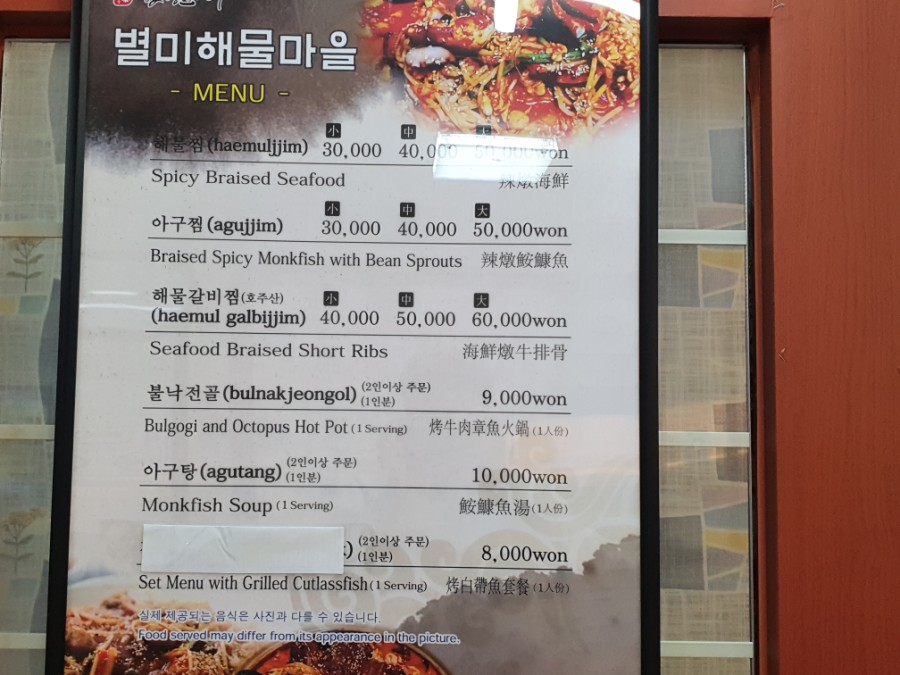 별미해물마을
- MENU -
小 中 大
해물찜(haemuljjim) 30,000 40,000 50,000won
Spicy Braised Seafood 辣燉海鮮
小 中 大
아구찜(agujjim) 30,000 40,000 50,000won
Braised Spicy Monkfish with Bean Sprouts 辣燉鮟鱇魚
해물갈비찜(호주산) 小 中 大
(haemul galbijjim) 40,000 50,000 60,000won
Seafood Braised Short Ribs 海鮮燉牛排骨
불낙전골(bulnakjeongol) (2인이상 주문)
(1인분) 9,000won
Bulgogi and Octopus Hot Pot (1 Serving) 烤牛肉章魚火鍋 (1人份)
아구탕(agutang) (2인이상 주문)
(1인분) 10,000won
Monkfish Soup (1 Serving) 鮟鱇魚湯 (1人份)
(2인이상 주문)
(1인분) 8,000won
Set Menu with Grilled Cutlassfish (1 Serving) 烤白帶魚套餐 (1人份)
실제 제공되는 음식은 사진과 다를 수 있습니다.
Food served may differ from its appearance in the picture.